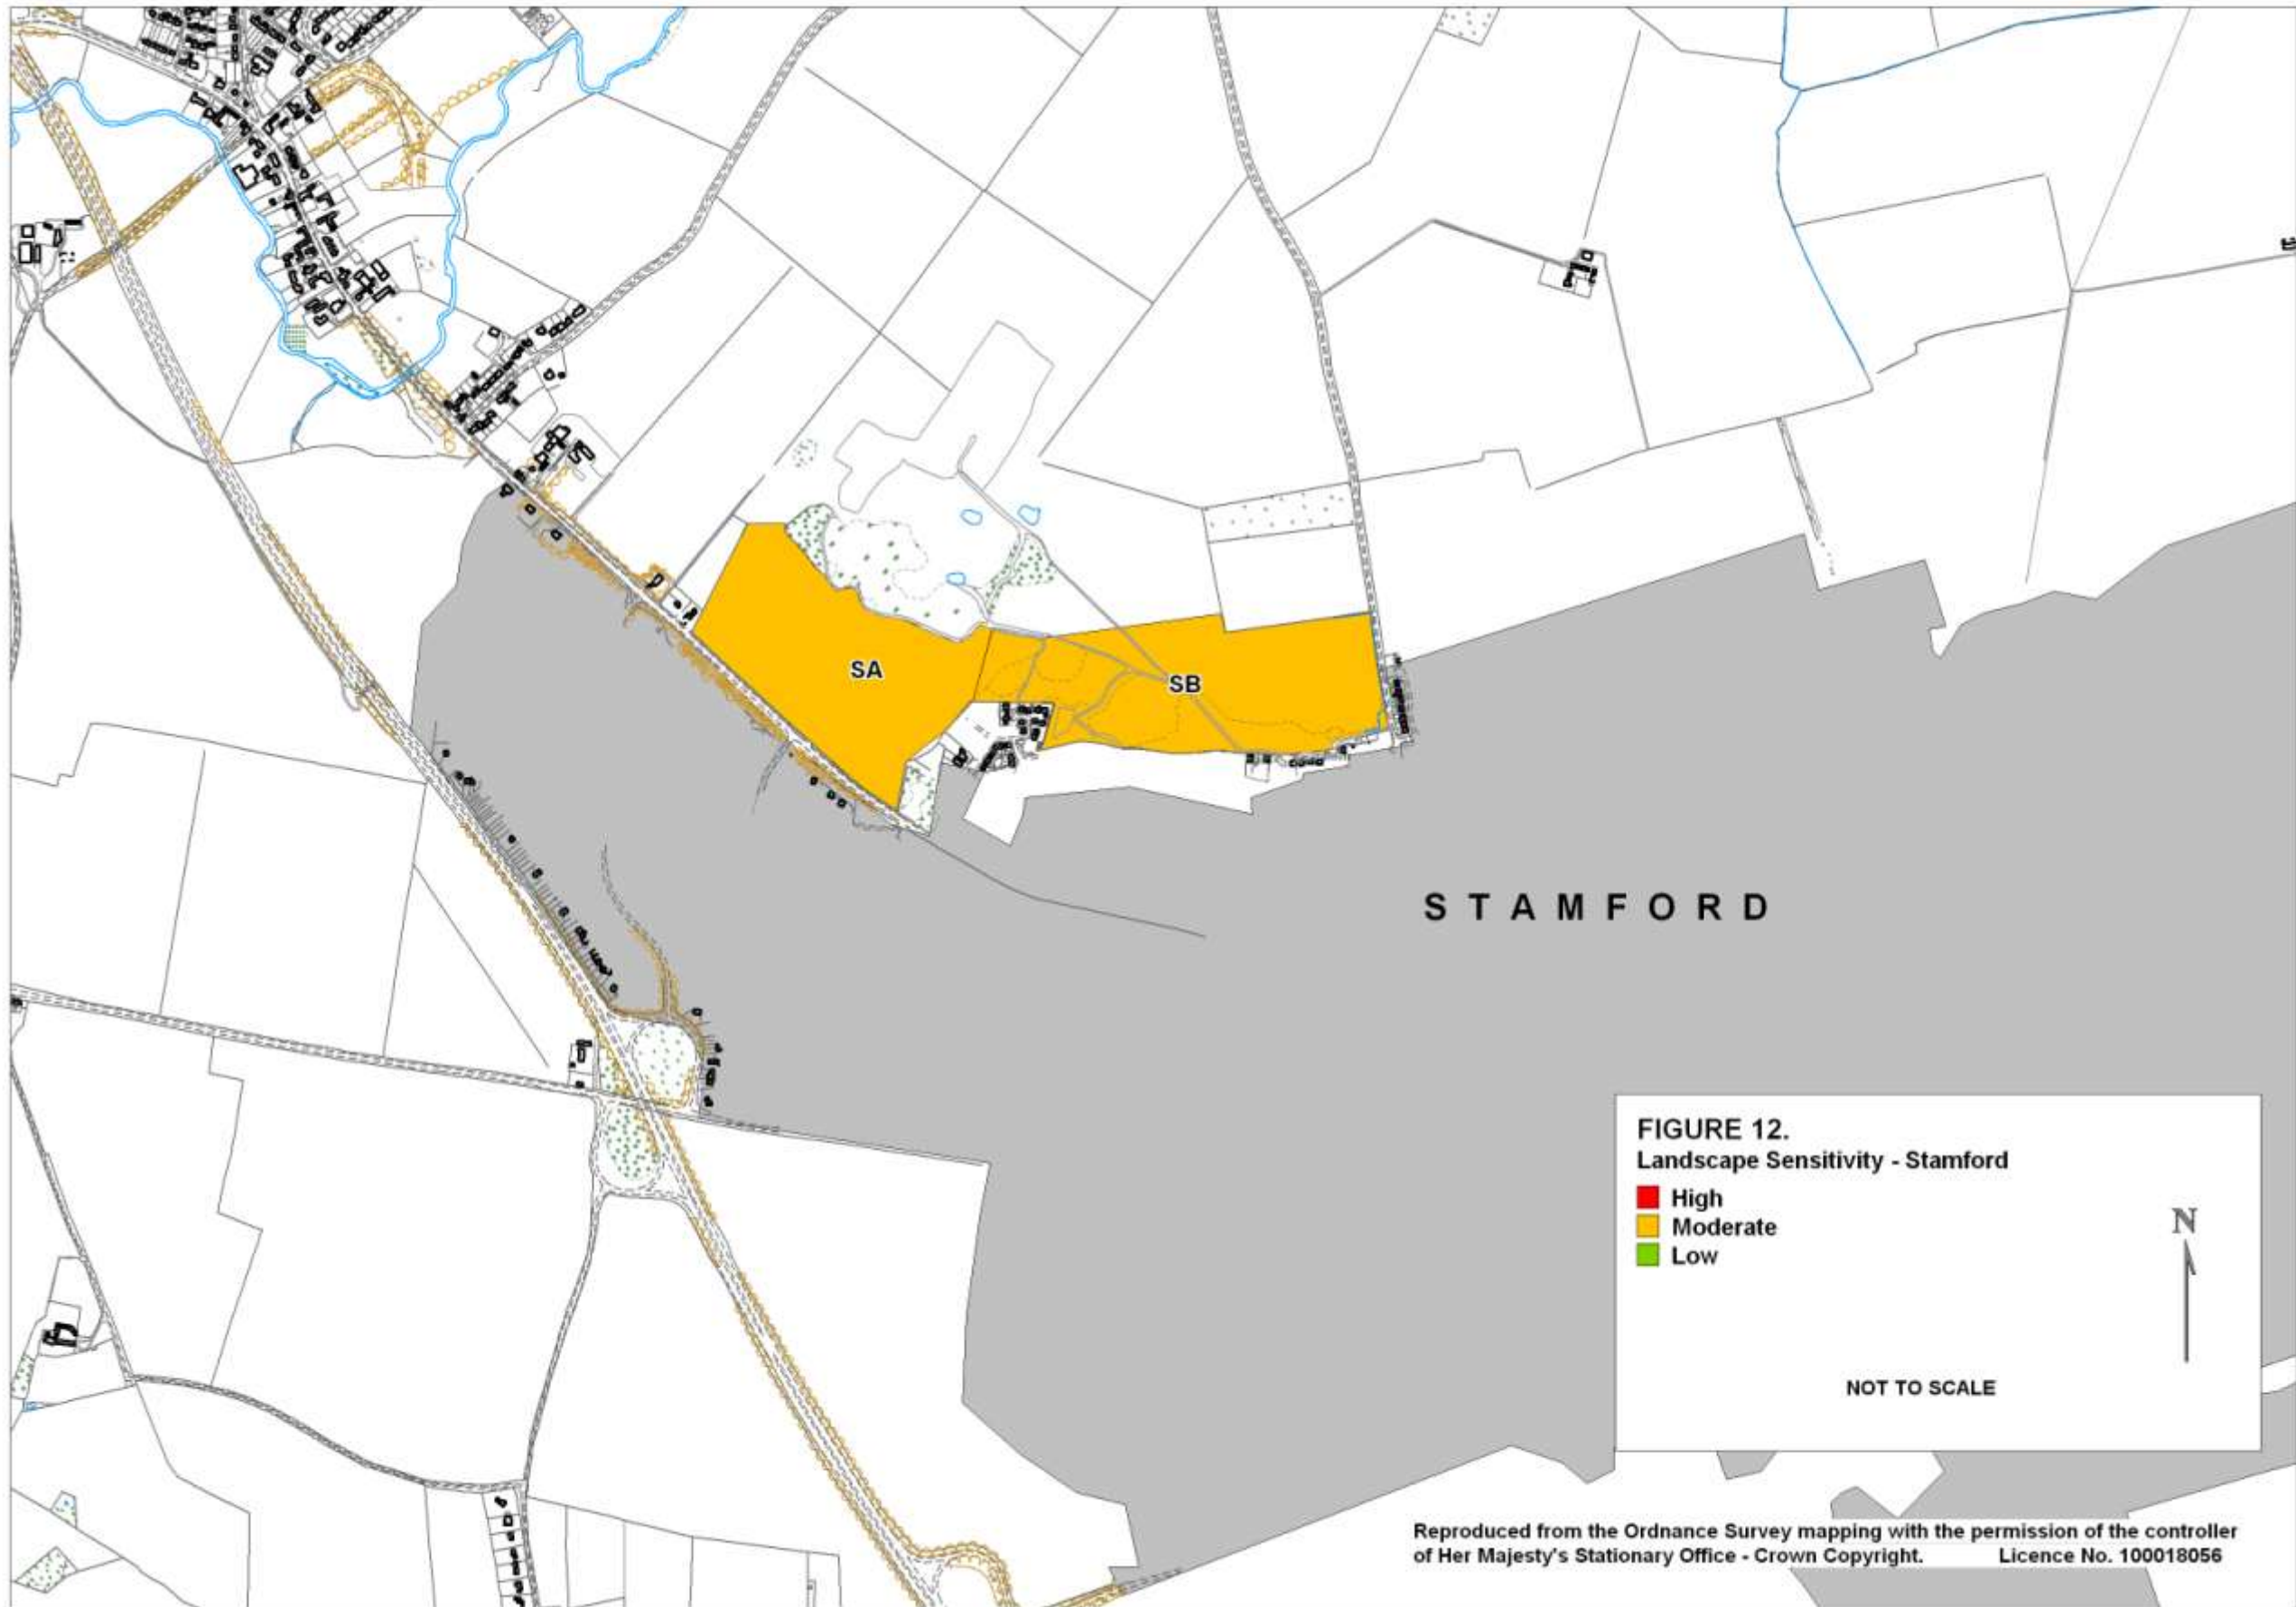 SA
SB
S T A M F O R D
FIGURE 12.
Landscape Sensitivity - Stamford
High
Moderate
Low
N
NOT TO SCALE
Reproduced from the Ordnance Survey mapping with the permission of the controller
of Her Majesty's Stationary Office - Crown Copyright. Licence No. 100018056